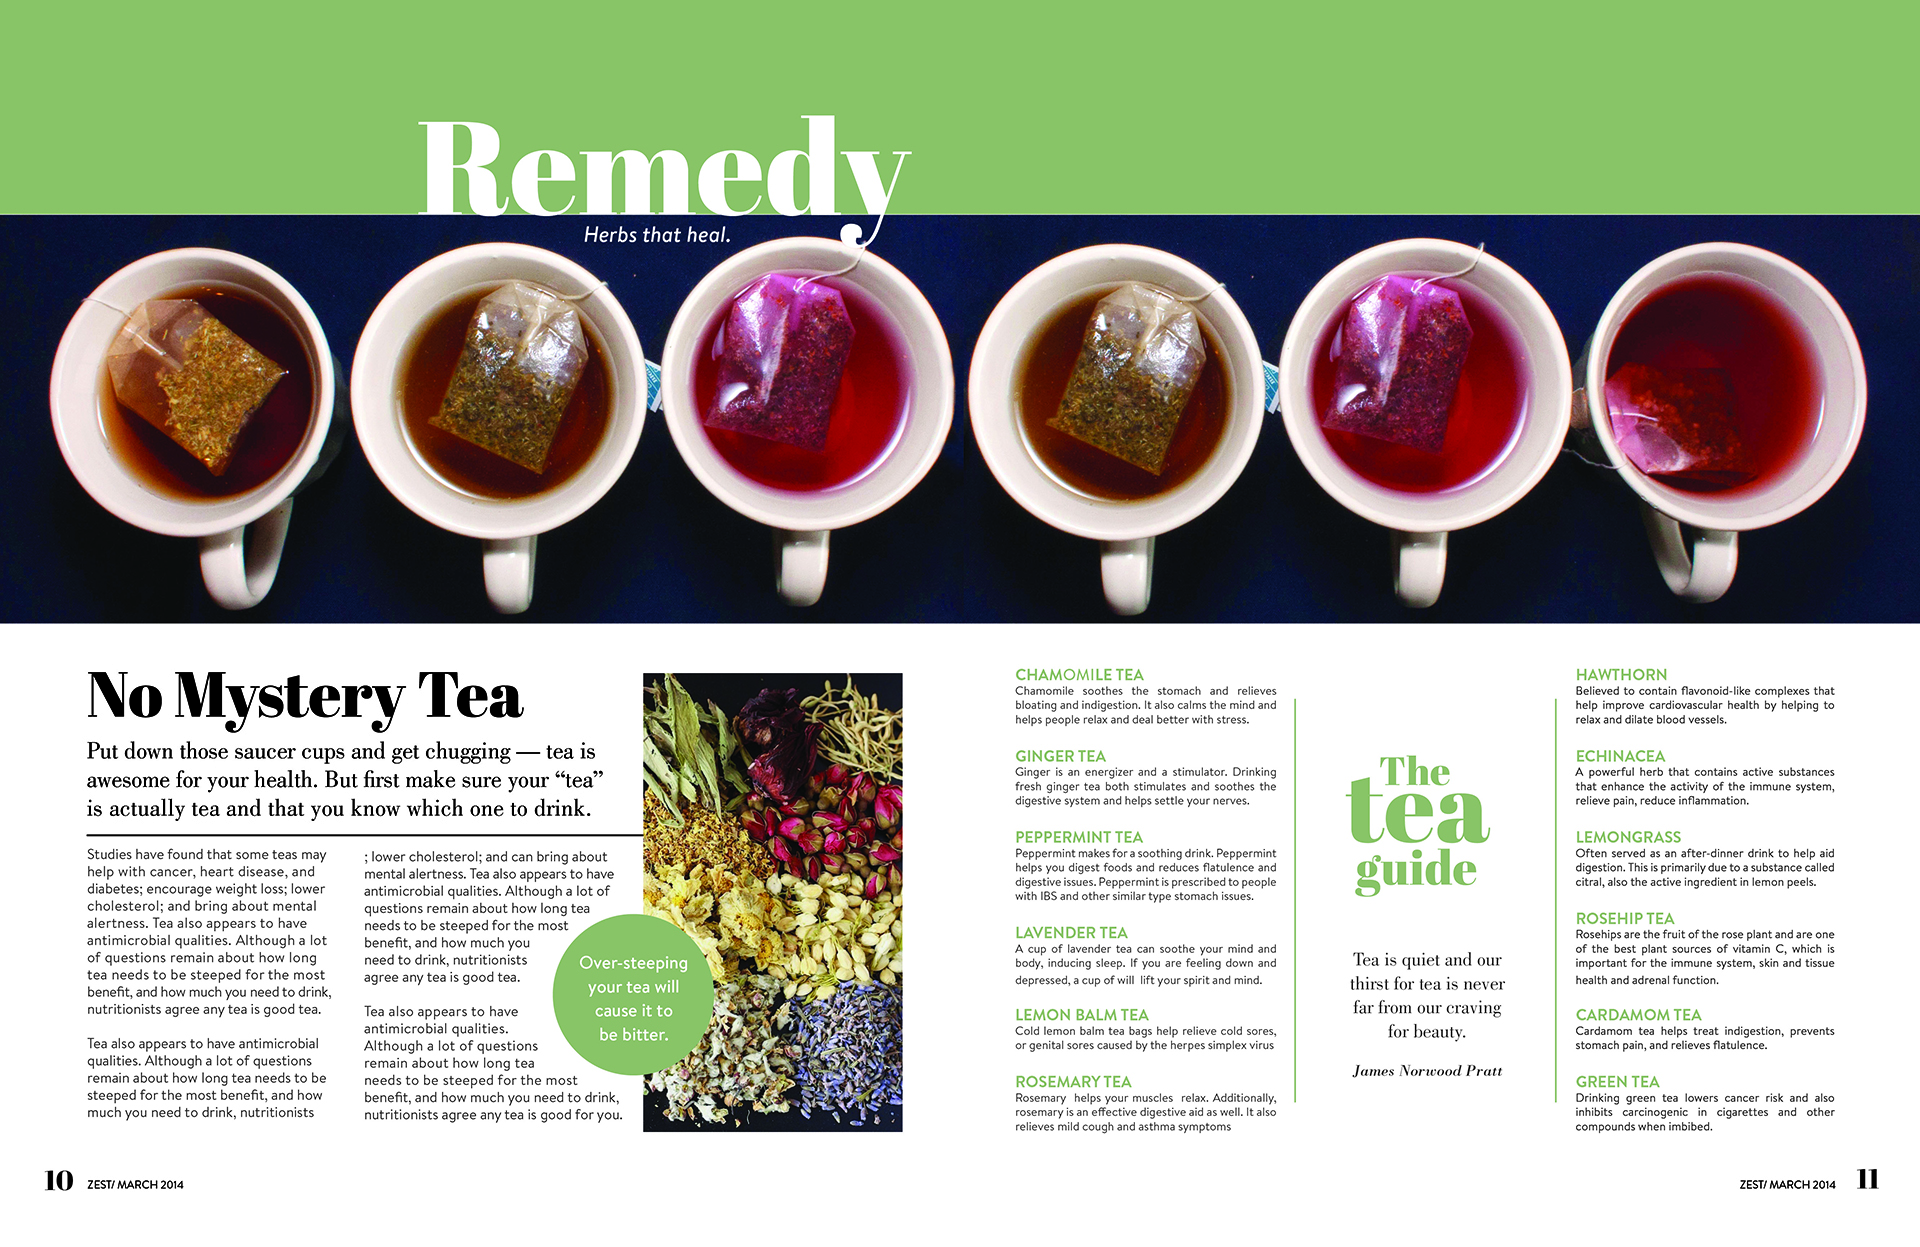 Remedy
Herbs that heal.
No Mystery Tea
Put down those saucer cups and get chugging — tea is
awesome for your health. But first make sure your “tea”
is actually tea and that you know which one to drink.
Studies have found that some teas may
help with cancer, heart disease, and
diabetes; encourage weight loss; lower
cholesterol; and bring about mental
alertness. Tea also appears to have
antimicrobial qualities. Although a lot
of questions remain about how long
tea needs to be steeped for the most
benefit, and how much you need to drink,
nutritionists agree any tea is good tea.
Tea also appears to have antimicrobial
qualities. Although a lot of questions
remain about how long tea needs to be
steeped for the most benefit, and how
much you need to drink, nutritionists
; lower cholesterol; and can bring about
mental alertness. Tea also appears to have
antimicrobial qualities. Although a lot of
questions remain about how long tea
needs to be steeped for the most
benefit, and how much you
need to drink, nutritionists
agree any tea is good tea.
Tea also appears to have
antimicrobial qualities.
Although a lot of questions
remain about how long tea
needs to be steeped for the most
benefit, and how much you need to drink,
nutritionists agree any tea is good for you.
Over-steeping
your tea will
cause it to
be bitter.
10 ZEST/ MARCH 2014
CHAMOMILE TEA
Chamomile soothes the stomach and relieves
bloating and indigestion. It also calms the mind and
helps people relax and deal better with stress.
GINGER TEA
Ginger is an energizer and a stimulator. Drinking
fresh ginger tea both stimulates and soothes the
digestive system and helps settle your nerves.
PEPPERMINT TEA
Peppermint makes for a soothing drink. Peppermint
helps you digest foods and reduces flatulence and
digestive issues. Peppermint is prescribed to people
with IBS and other similar type stomach issues.
LAVENDER TEA
A cup of lavender tea can soothe your mind and
body, inducing sleep. If you are feeling down and
depressed, a cup of will lift your spirit and mind.
LEMON BALM TEA
Cold lemon balm tea bags help relieve cold sores,
or genital sores caused by the herpes simplex virus
ROSEMARY TEA
Rosemary helps your muscles relax. Additionally,
rosemary is an effective digestive aid as well. It also
relieves mild cough and asthma symptoms
The
tea
guide
Tea is quiet and our
thirst for tea is never
far from our craving
for beauty.
James Norwood Pratt
HAWTHORN
Believed to contain flavonoid-like complexes that
help improve cardiovascular health by helping to
relax and dilate blood vessels.
ECHINACEA
A powerful herb that contains active substances
that enhance the activity of the immune system,
relieve pain, reduce inflammation.
LEMONGRASS
Often served as an after-dinner drink to help aid
digestion. This is primarily due to a substance called
citral, also the active ingredient in lemon peels.
ROSEHIP TEA
Rosehips are the fruit of the rose plant and are one
of the best plant sources of vitamin C, which is
important for the immune system, skin and tissue
health and adrenal function.
CARDAMOM TEA
Cardamom tea helps treat indigestion, prevents
stomach pain, and relieves flatulence.
GREEN TEA
Drinking green tea lowers cancer risk and also
inhibits carcinogenic in cigarettes and other
compounds when imbibed.
ZEST/ MARCH 2014 11